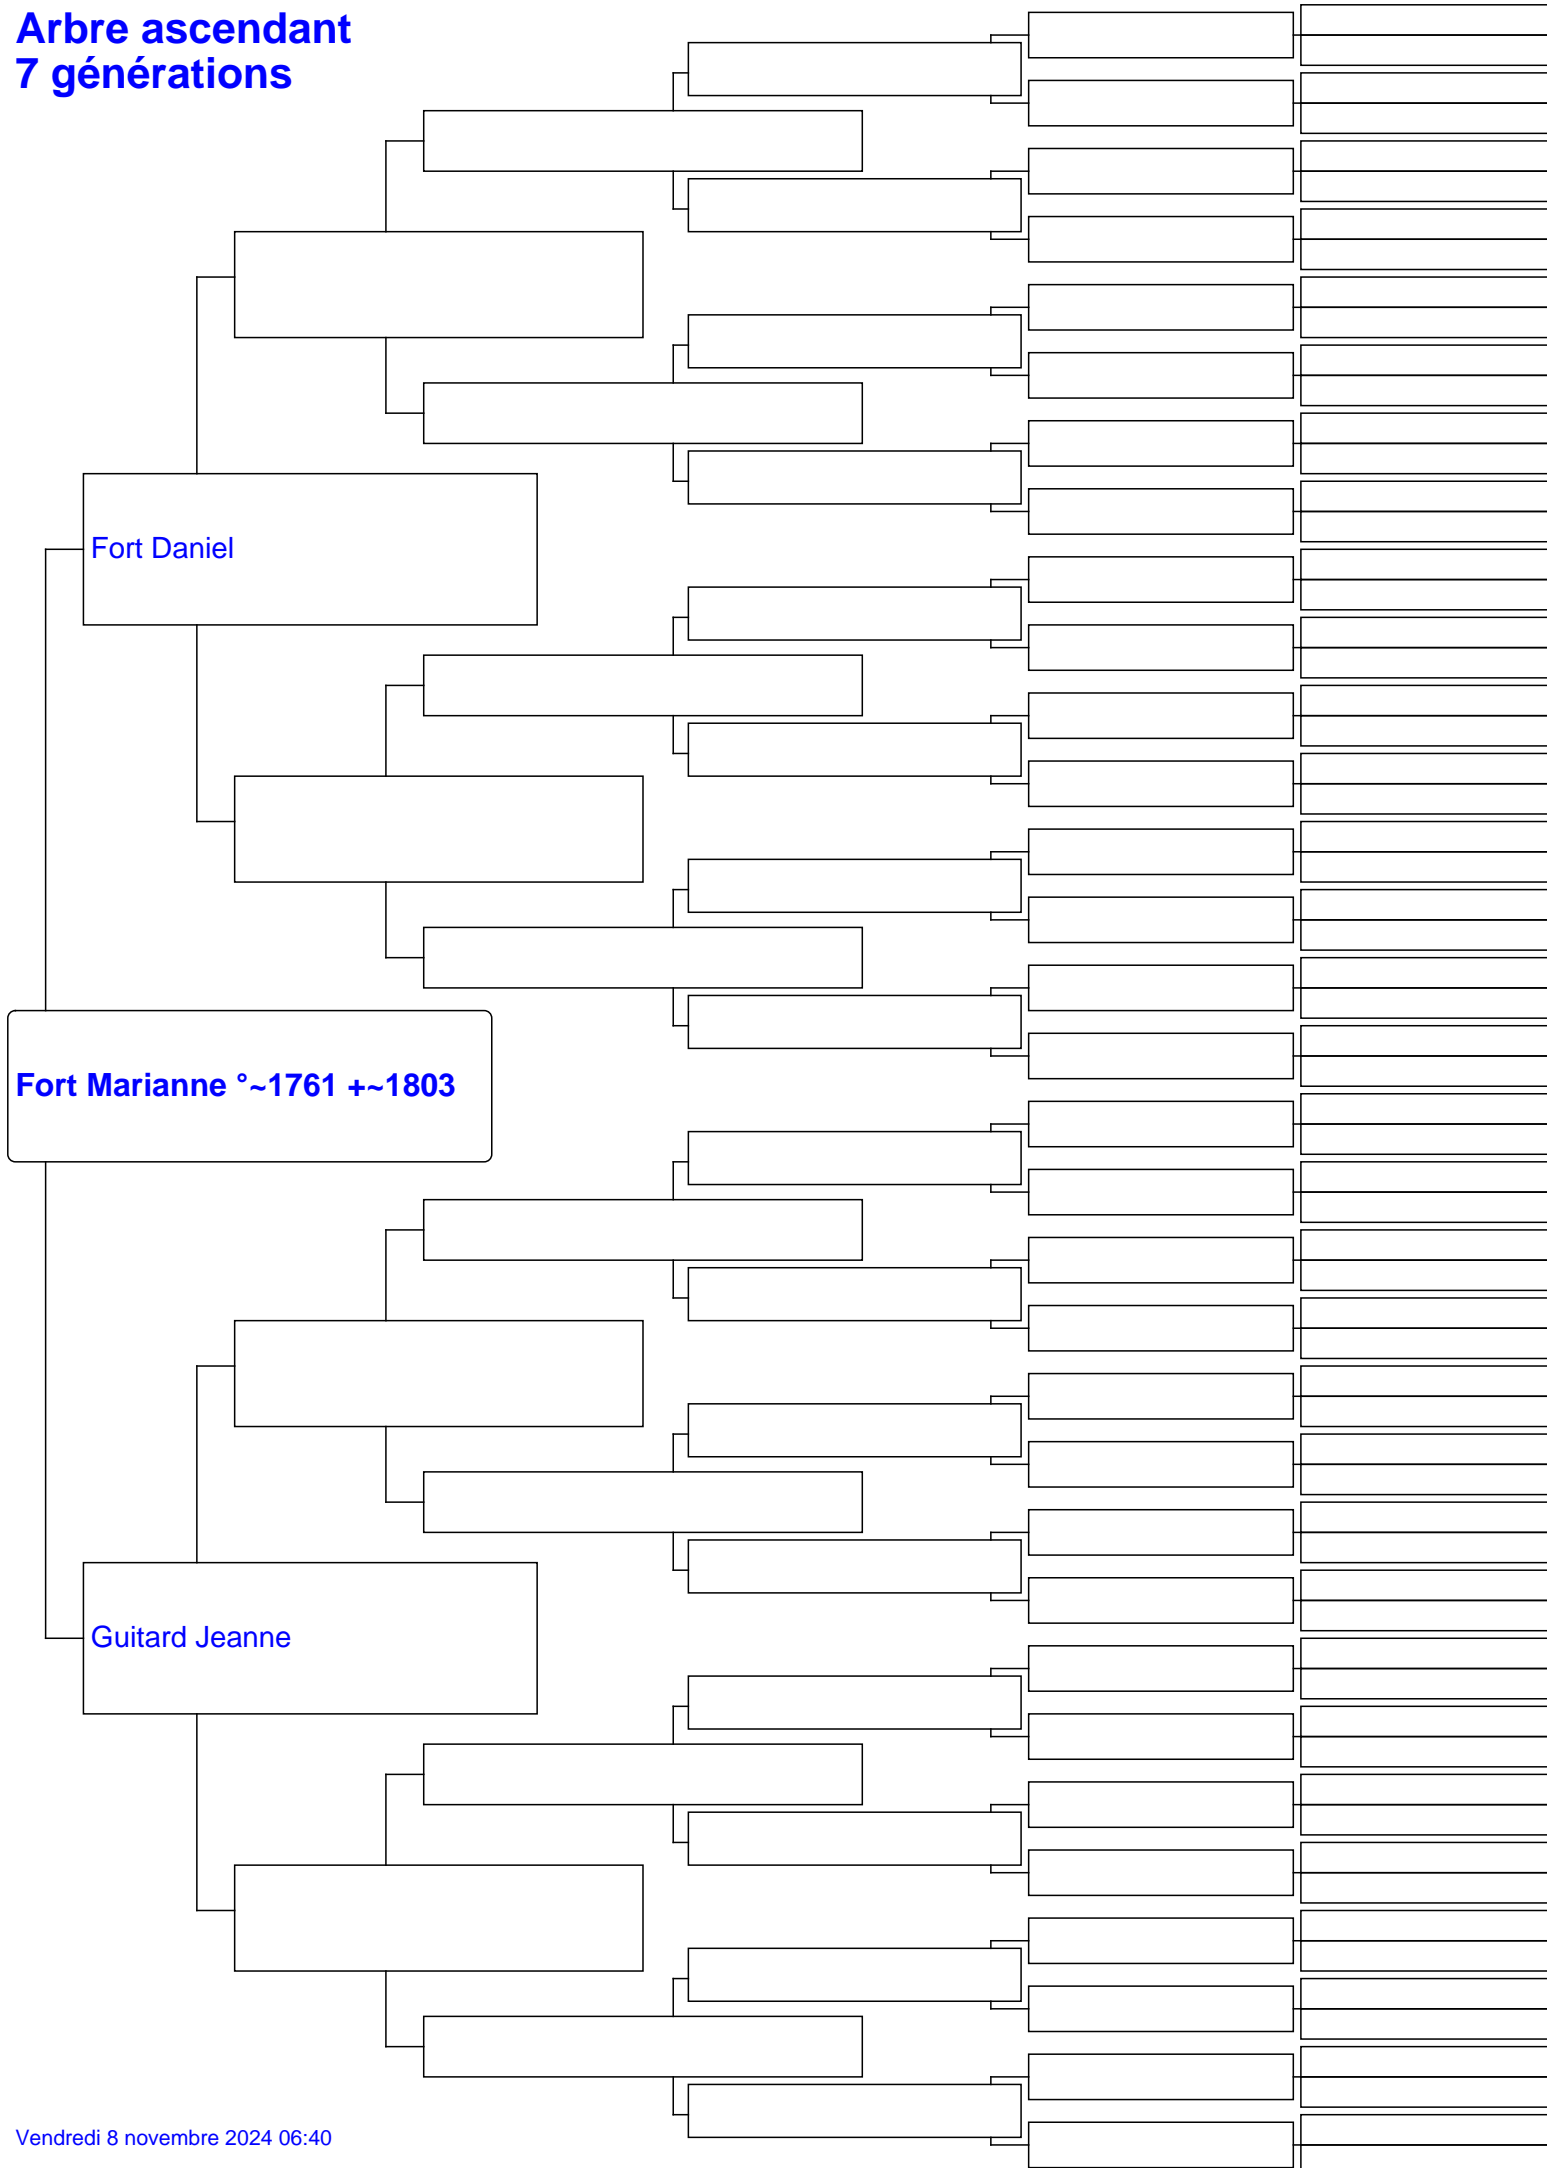 Arbre ascendant
7 générations
Fort Daniel
Fort Marianne °~1761 +~1803
Guitard Jeanne
Vendredi 8 novembre 2024 06:40